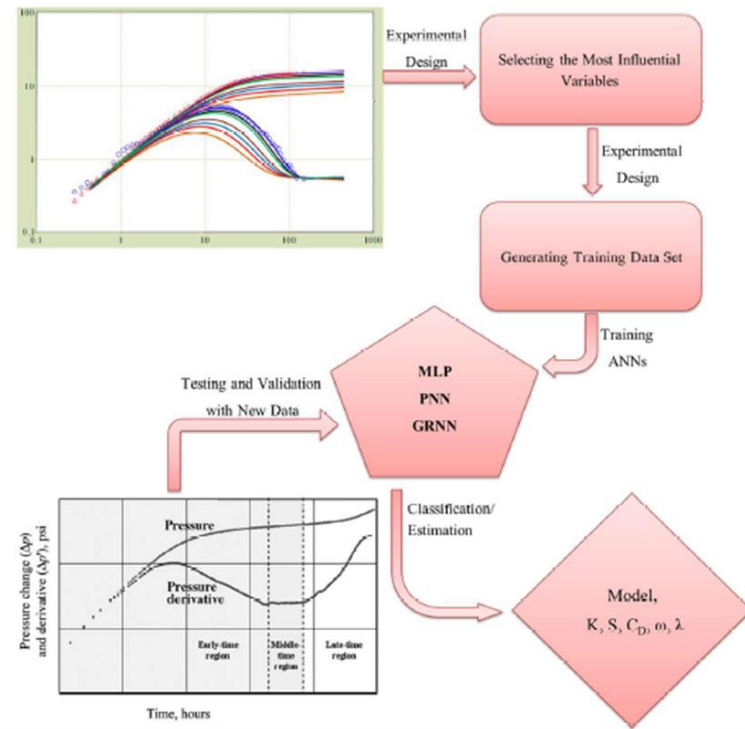 100
10
1
0.1
0.1
1
10
100
1000
Experimental
Design
Selecting the Most Influential
Variables
Experimental
Design
Generating Training Data Set
Training
ANNs
MLP
PNN
GRNN
Testing and Validation
with New Data
Classification/
Estimation
Pressure change (Δp)
and derivative (Δp'), psi
Pressure
Pressure
derivative
Early-time
region
Middle-
time
region
Late-time
region
Time, hours
Model,
K, S, C_D, ω, λ